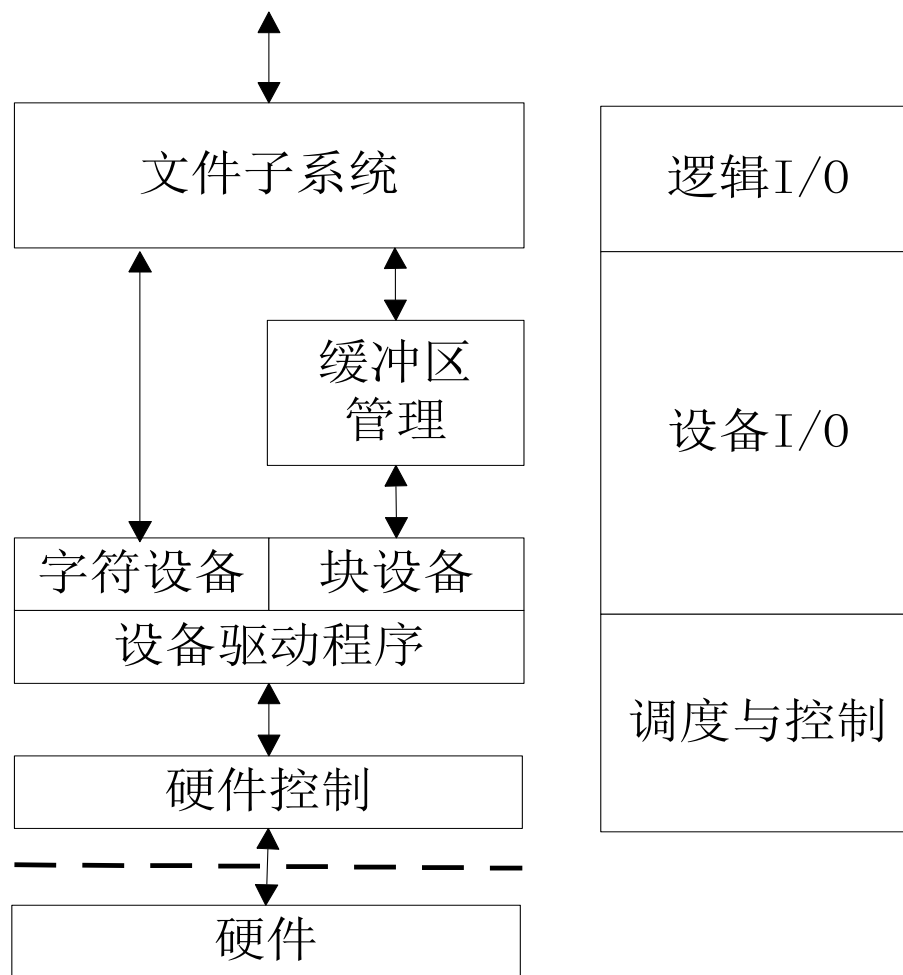 文件子系统
缓冲区
管理
字符设备
块设备
设备驱动程序
硬件控制
硬件
逻辑I/O
设备I/O
调度与控制